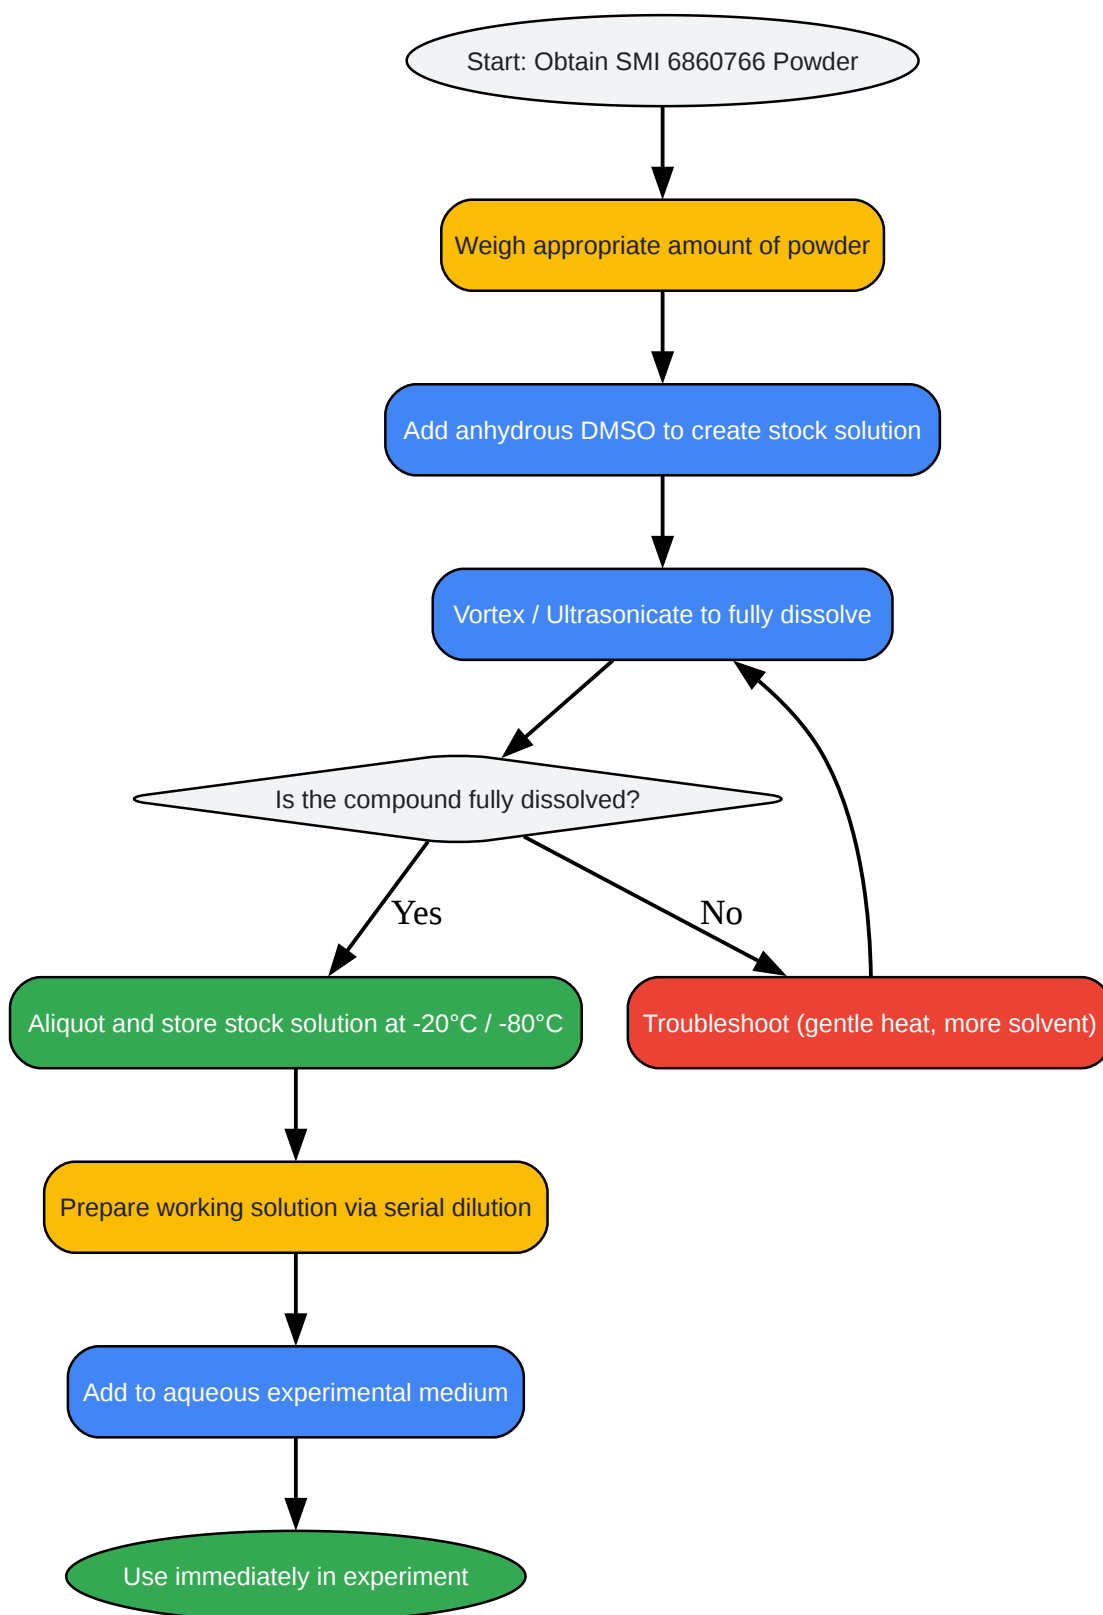 Start: Obtain SMI 6860766 Powder
Weigh appropriate amount of powder
Add anhydrous DMSO to create stock solution
Vortex / Ultrasonicate to fully dissolve
Is the compound fully dissolved?
Yes
No
Aliquot and store stock solution at -20°C / -80°C
Troubleshoot (gentle heat, more solvent)
Prepare working solution via serial dilution
Add to aqueous experimental medium
Use immediately in experiment